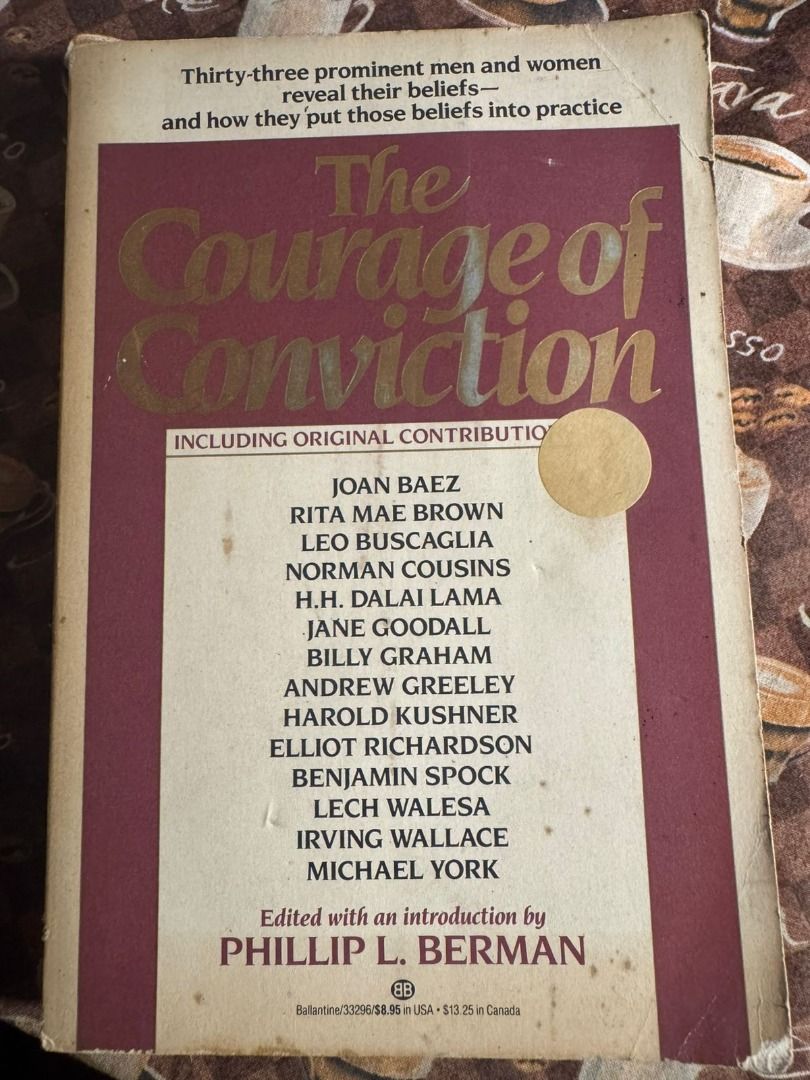 Thirty-three prominent men and women
reveal their beliefs—
and how they put those beliefs into practice
The
Courage of
Conviction
INCLUDING ORIGINAL
JOAN BAEZ
RITA MAE BROWN
LEO BUSCAGLIA
NORMAN COUSINS
H.H. DALAI LAMA
JANE GOODALL
BILLY GRAHAM
ANDREW GREELEY
HAROLD KUSHNER
ELLIOT RICHARDSON
BENJAMIN SPOCK
LECH WALESA
IRVING WALLACE
MICHAEL YORK
Edited with an introduction by
PHILLIP L. BERMAN
BB
Ballantine/33296/$8.95 in USA • $13.25 in Canada
Java